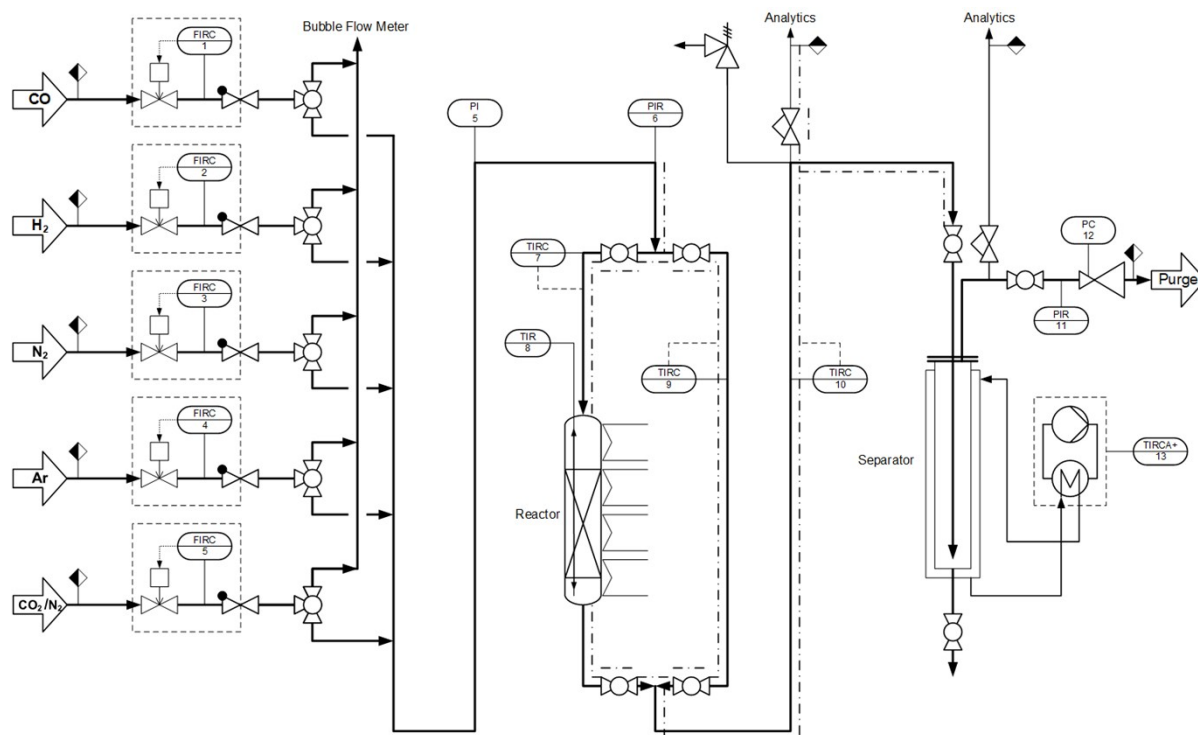 Bubble Flow Meter
Analytics
Analytics
FIRC
1
CO
PI
5
PIR
6
FIRC
2
H₂
TIRC
7
PC
12
Purge
PIR
11
FIRC
3
N₂
TIR
8
TIRC
9
TIRC
10
FIRC
4
Ar
Reactor
Separator
TIRCA+
13
FIRC
5
CO₂/N₂